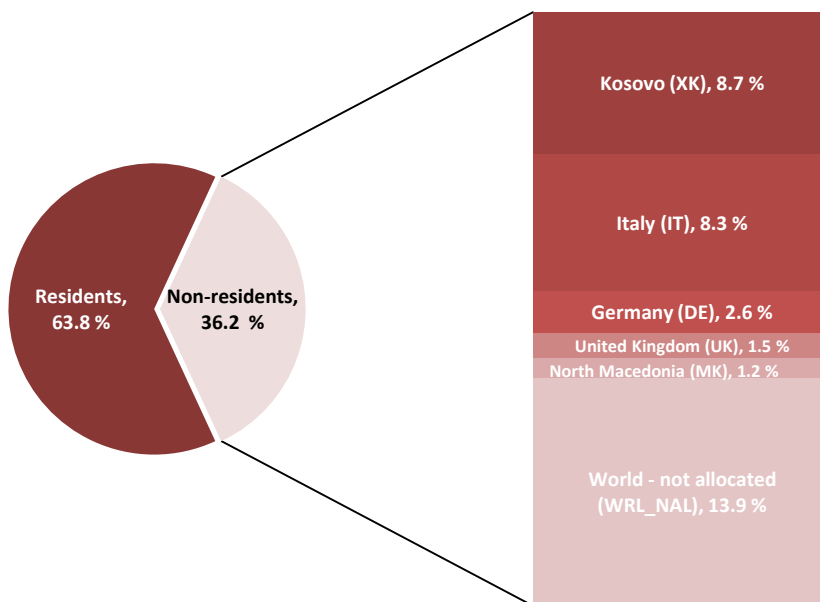 Residents,
63.8 %
Non-residents,
36.2 %
Kosovo (XK), 8.7 %
Italy (IT), 8.3 %
Germany (DE), 2.6 %
United Kingdom (UK), 1.5 %
North Macedonia (MK), 1.2 %
World - not allocated
(WRL_NAL), 13.9 %